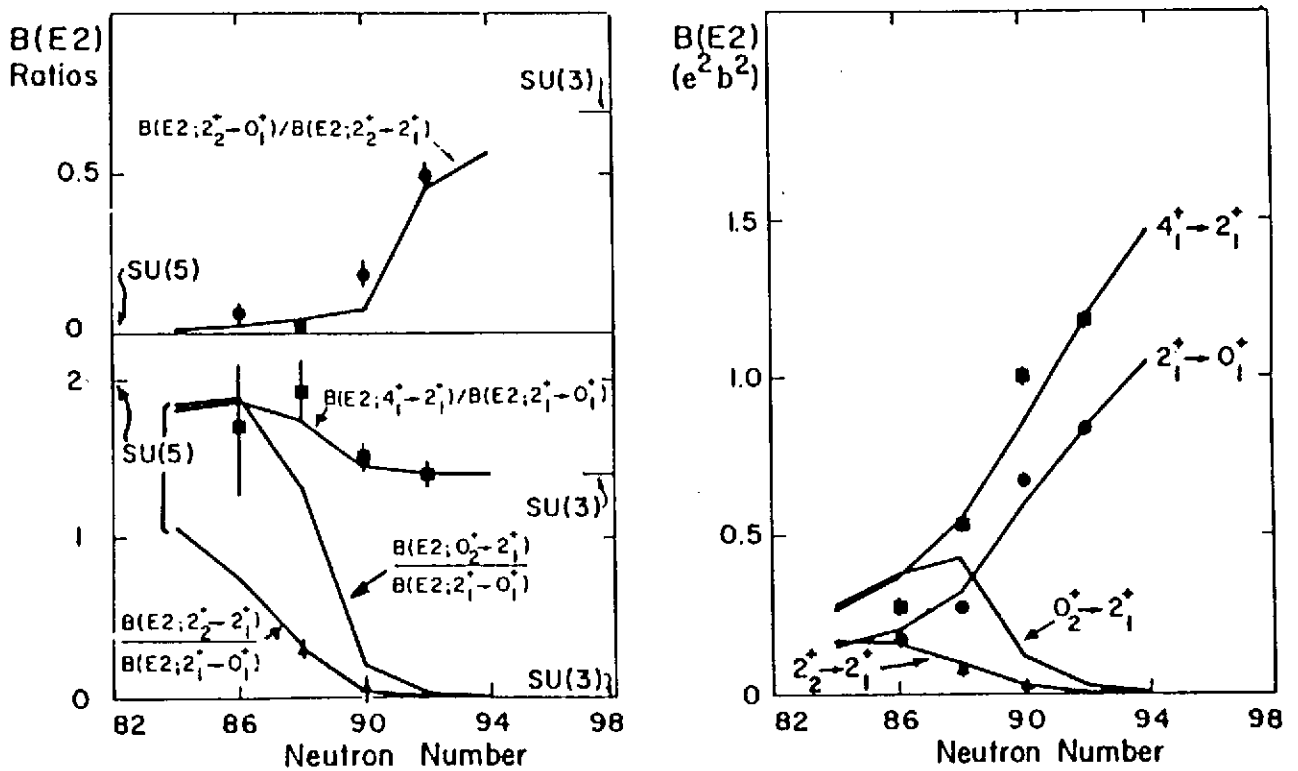 B(E2)
Ratios
SU(3)
B(E2;2₂⁺→0₁⁺)/B(E2;2₂⁺→2₁⁺)
0.5
SU(5)
0
2
B(E2;4₁⁺→2₁⁺)/B(E2;2₁⁺→0₁⁺)
SU(5)
SU(3)
1
B(E2;0₂⁺→2₁⁺)
B(E2;2₁⁺→0₁⁺)
B(E2;2₂⁺→2₁⁺)
B(E2;2₁⁺→0₁⁺)
SU(3)
0
82 86 90 94 98
Neutron Number
B(E2)
(e²b²)
1.5
4₁⁺→2₁⁺
1.0
2₁⁺→0₁⁺
0.5
0₂⁺→2₁⁺
2₂⁺→2₁⁺
0
82 86 90 94 98
Neutron Number